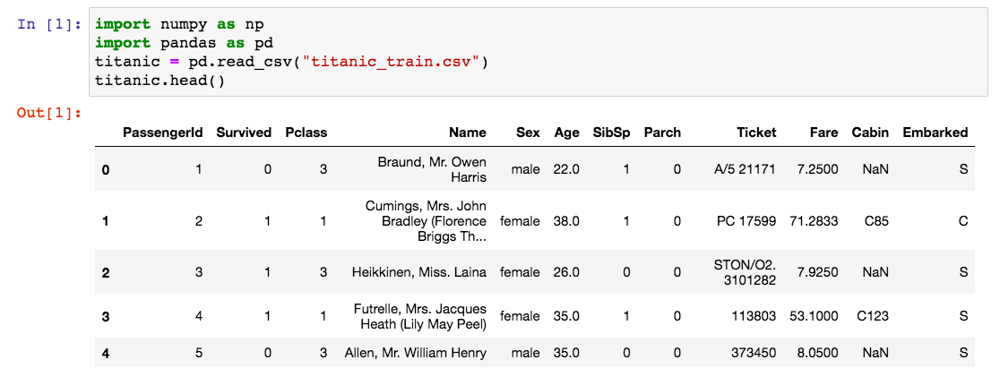 In [1]: import numpy as np
import pandas as pd
titanic = pd.read_csv("titanic_train.csv")
titanic.head()
Out[1]:
PassengerId Survived Pclass Name Sex Age SibSp Parch Ticket Fare Cabin Embarked
0 1 0 3 Braund, Mr. Owen Harris male 22.0 1 0 A/5 21171 7.2500 NaN S
1 2 1 1 Cumings, Mrs. John Bradley (Florence Briggs Th... female 38.0 1 0 PC 17599 71.2833 C85 C
2 3 1 3 Heikkinen, Miss. Laina female 26.0 0 0 STON/O2. 3101282 7.9250 NaN S
3 4 1 1 Futrelle, Mrs. Jacques Heath (Lily May Peel) female 35.0 1 0 113803 53.1000 C123 S
4 5 0 3 Allen, Mr. William Henry male 35.0 0 0 373450 8.0500 NaN S